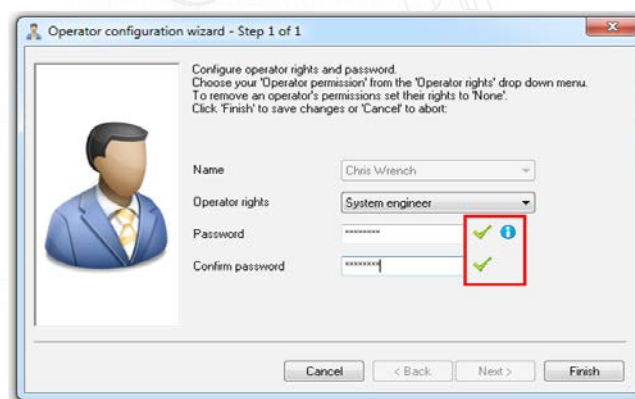 Operator configuration wizard - Step 1 of 1
Configure operator rights and password.
Choose your 'Operator permission' from the 'Operator rights' drop down menu.
To remove an operator's permissions set their rights to 'None'.
Click 'Finish' to save changes or 'Cancel' to abort:
Name Chris Wrench
Operator rights System engineer
Password ********
Confirm password ********
Cancel < Back Next > Finish